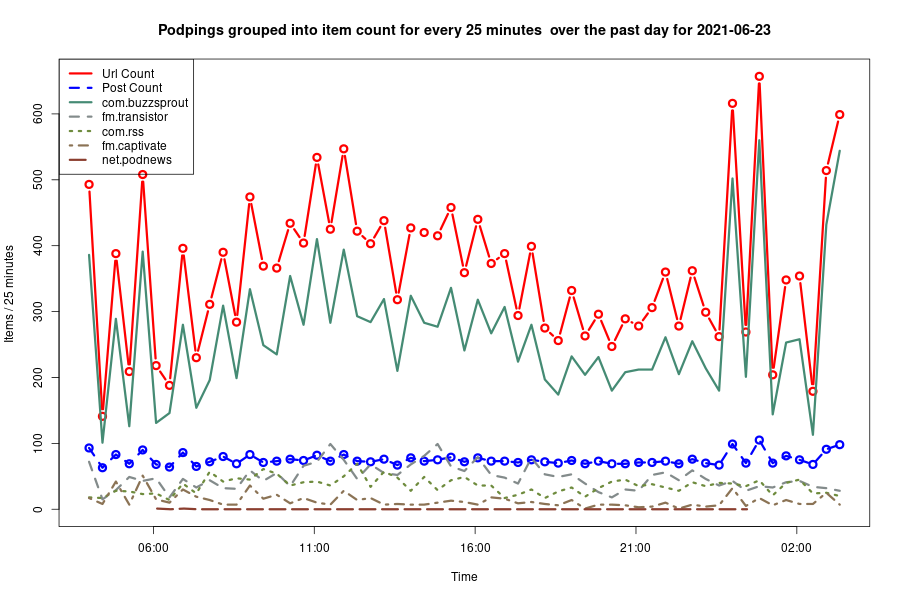 Podpings grouped into item count for every 25 minutes  over the past day for 2021-06-23
Url Count
Post Count
com.buzzsprout
fm.transistor
com.rss
fm.captivate
net.podnews
Items / 25 minutes
600
500
400
300
200
100
0
06:00 11:00 16:00 21:00 02:00
Time